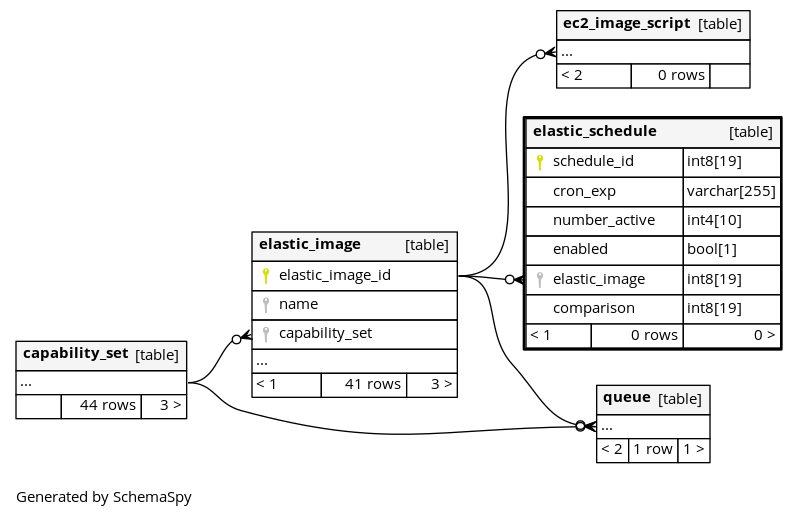 ec2_image_script [table]
...
< 2 0 rows
elastic_schedule [table]
schedule_id int8[19]
cron_exp varchar[255]
number_active int4[10]
enabled bool[1]
elastic_image int8[19]
comparison int8[19]
< 1 0 rows 0 >
elastic_image [table]
elastic_image_id
name
capability_set
...
< 1 41 rows 3 >
capability_set [table]
...
44 rows 3 >
queue [table]
...
< 2 1 row 1 >
Generated by SchemaSpy